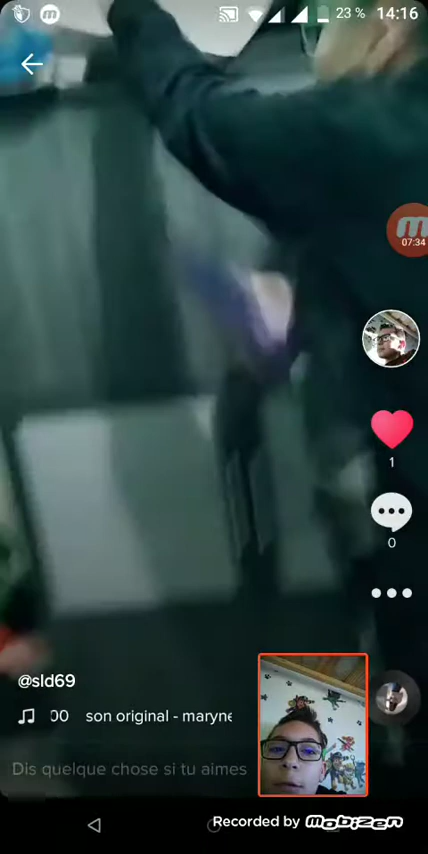 23 % 14:16
07:34
1
0
@sld69
00 son original - maryne
Dis quelque chose si tu aimes
Recorded by mobizen